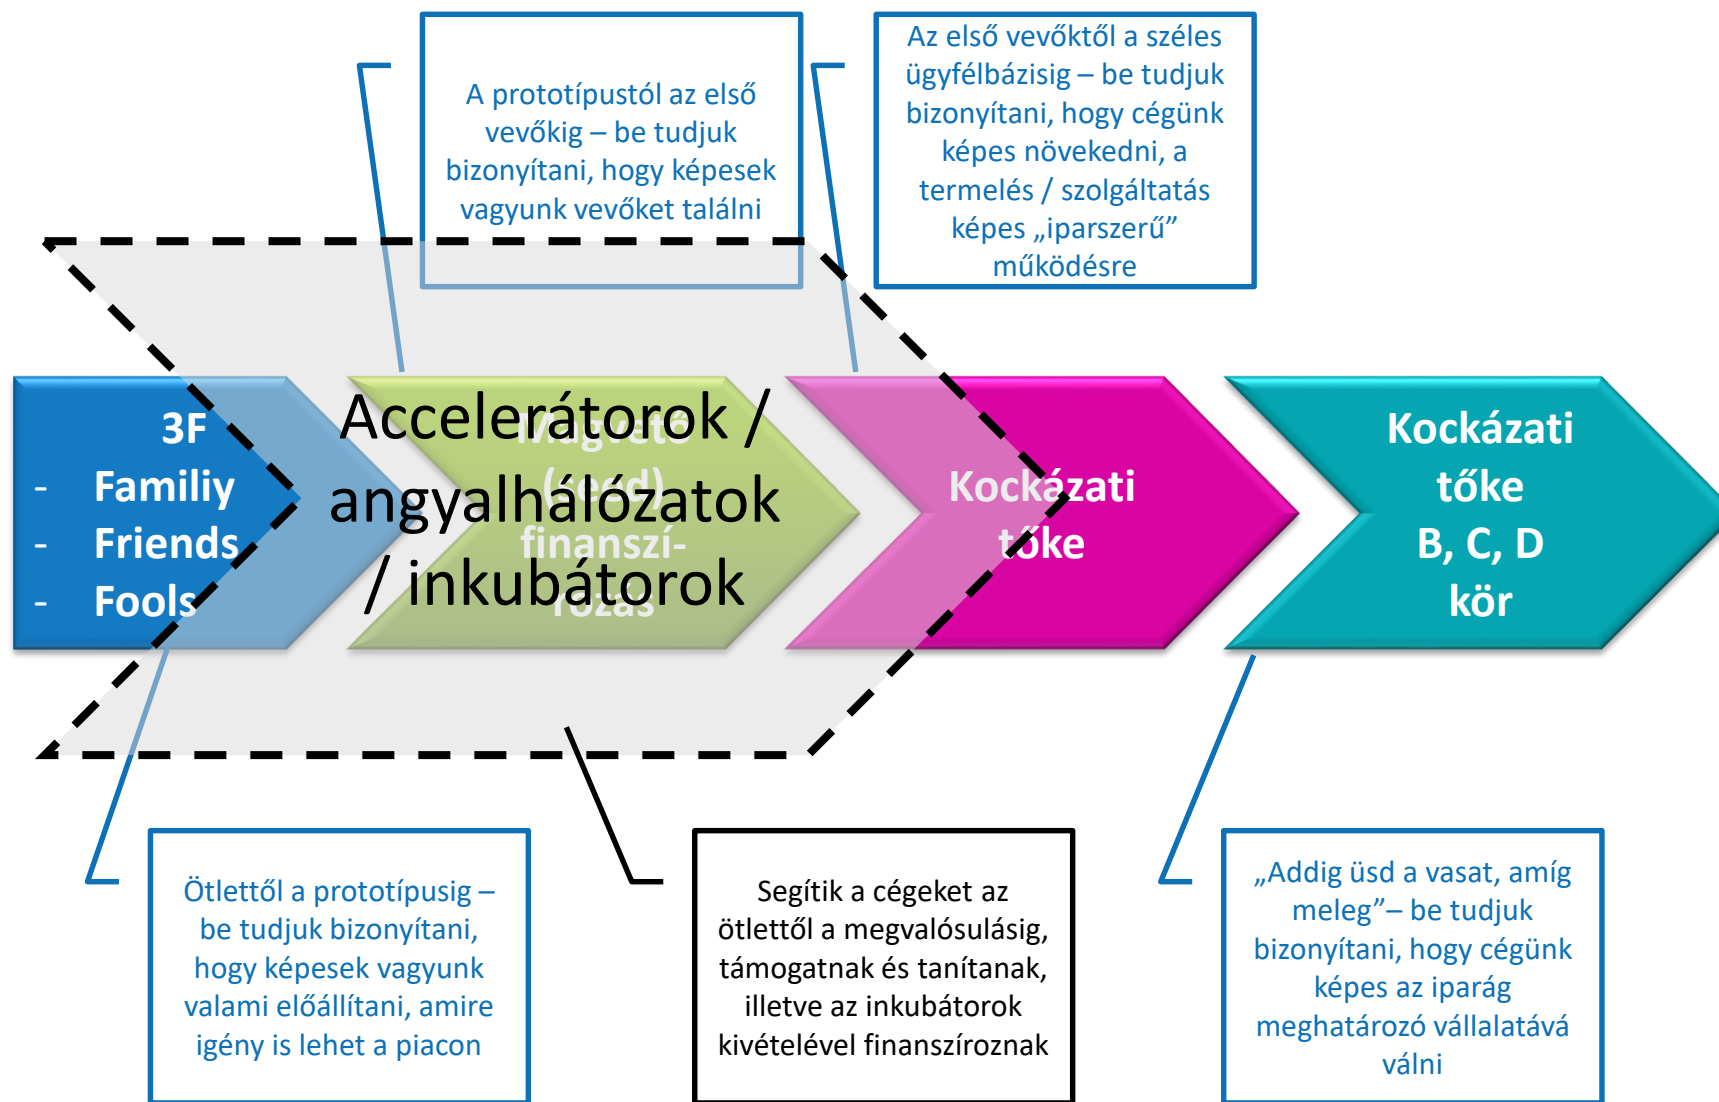 A prototípustól az első
vevőkig – be tudjuk
bizonyítani, hogy képesek
vagyunk vevőket találni
Az első vevőktől a széles
ügyfélbázisig – be tudjuk
bizonyítani, hogy cégünk
képes növekedni, a
termelés / szolgáltatás
képes „iparszerű”
működésre
3F
- Familiy
- Friends
- Fools
Accelerátorok /
angyalhálózatok
/ inkubátorok
Magvető
(seed)
finanszí-
rozás
Kockázati
tőke
Kockázati
tőke
B, C, D
kör
Ötlettől a prototípusig –
be tudjuk bizonyítani,
hogy képesek vagyunk
valami előállítani, amire
igény is lehet a piacon
Segítik a cégeket az
ötlettől a megvalósulásig,
támogatnak és tanítanak,
illetve az inkubátorok
kivételével finanszíroznak
„Addig üsd a vasat, amíg
meleg”– be tudjuk
bizonyítani, hogy cégünk
képes az iparág
meghatározó vállalatává
válni